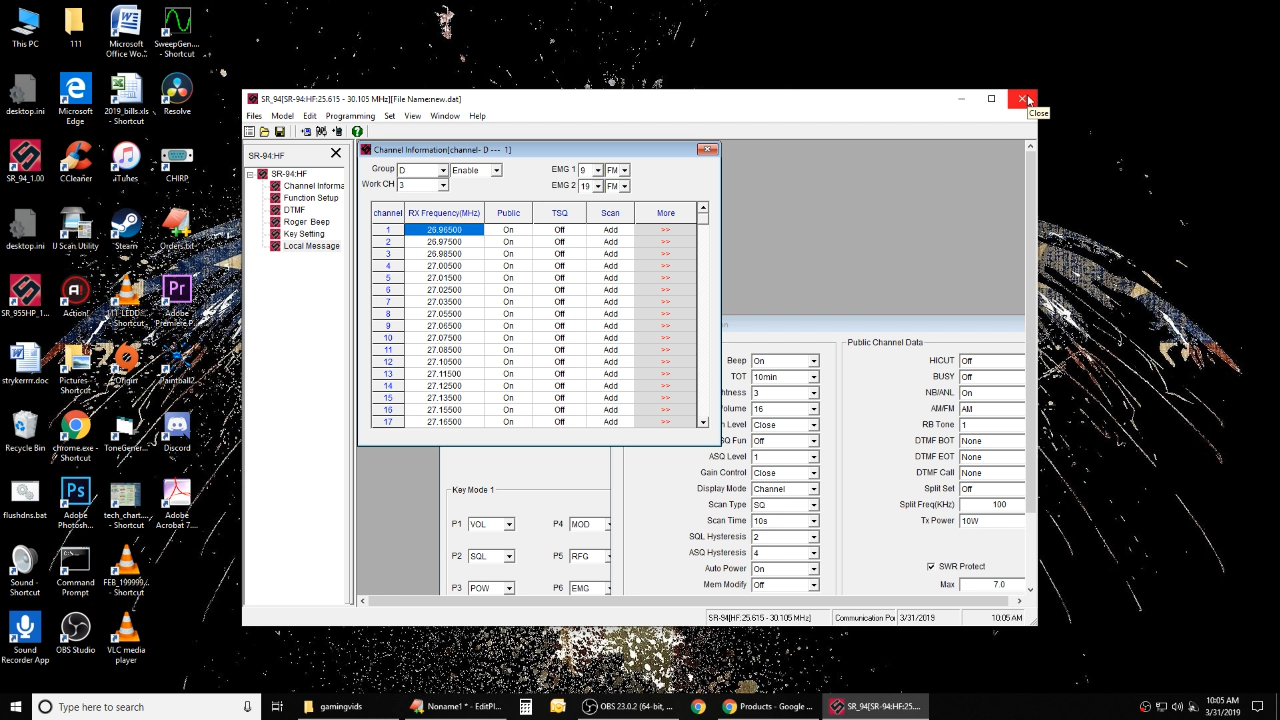 This PC
111
Microsoft
Office Wo...
SweepGen....
- Shortcut
desktop.ini
Microsoft
Edge
2019_bills.xls
- Shortcut
Resolve
SR_94_1.00
CCleaner
iTunes
CHIRP
desktop.ini
IJ Scan Utility
Steam
Orders.txt
SR_955HP_1...
Action!
- Shortcut
Adobe
Premiere P...
strykerrr.doc
Pictures -
Shortcut
Origin
Paintball2
Recycle Bin
chrome.exe -
Shortcut
ToneGener...
Discord
flushdns.bat
Adobe
Photosh...
tech_chart....
- Shortcut
Adobe
Acrobat 7....
Sound -
Shortcut
Command
Prompt
FEB_199999...
- Shortcut
Sound
Recorder App
OBS Studio
VLC media
player
SR_94[SR-94:HF:25.615 - 30.105 MHz][File Name:new.dat]
Close
Files Model Edit Programming Set View Window Help
SR-94:HF
SR-94:HF
Channel Informa
Function Setup
DTMF
Roger Beep
Key Setting
Local Message
Channel Information[channel- D --- 1]
Group D Enable EMG 1 9 FM
Work CH 3 EMG 2 19 FM
channel RX Frequency(MHz) Public TSQ Scan More
1 26.96500 On Off Add >>
2 26.97500 On Off Add >>
3 26.98500 On Off Add >>
4 27.00500 On Off Add >>
5 27.01500 On Off Add >>
6 27.02500 On Off Add >>
7 27.03500 On Off Add >>
8 27.05500 On Off Add >>
9 27.06500 On Off Add >>
10 27.07500 On Off Add >>
11 27.08500 On Off Add >>
12 27.10500 On Off Add >>
13 27.11500 On Off Add >>
14 27.12500 On Off Add >>
15 27.13500 On Off Add >>
16 27.15500 On Off Add >>
17 27.16500 On Off Add >>
Key Mode 1
P1 VOL P4 MOD
P2 SQL P5 RFG
P3 POW P6 EMG
Beep On
TOT 10min
3
16
Close
Off
ASQ Level 1
Gain Control Close
Display Mode Channel
Scan Type SQ
Scan Time 10s
SQL Hysteresis 2
ASQ Hysteresis 4
Auto Power On
Mem Modify Off
Public Channel Data
HICUT Off
BUSY Off
NB/ANL On
AM/FM AM
RB Tone 1
DTMF BOT None
DTMF EOT None
DTMF Call None
Split Set Off
Split Freq(KHz) 100
Tx Power 10W
SWR Protect
Max 7.0
SR-94[HF:25.615 - 30.105 MHz] Communication Por 3/31/2019 10:05 AM
Type here to search
gamingvids
Noname1 * - EditPl...
OBS 23.0.2 (64-bit, ...
Products - Google ...
SR_94[SR-94:HF:25....
10:05 AM
3/31/2019